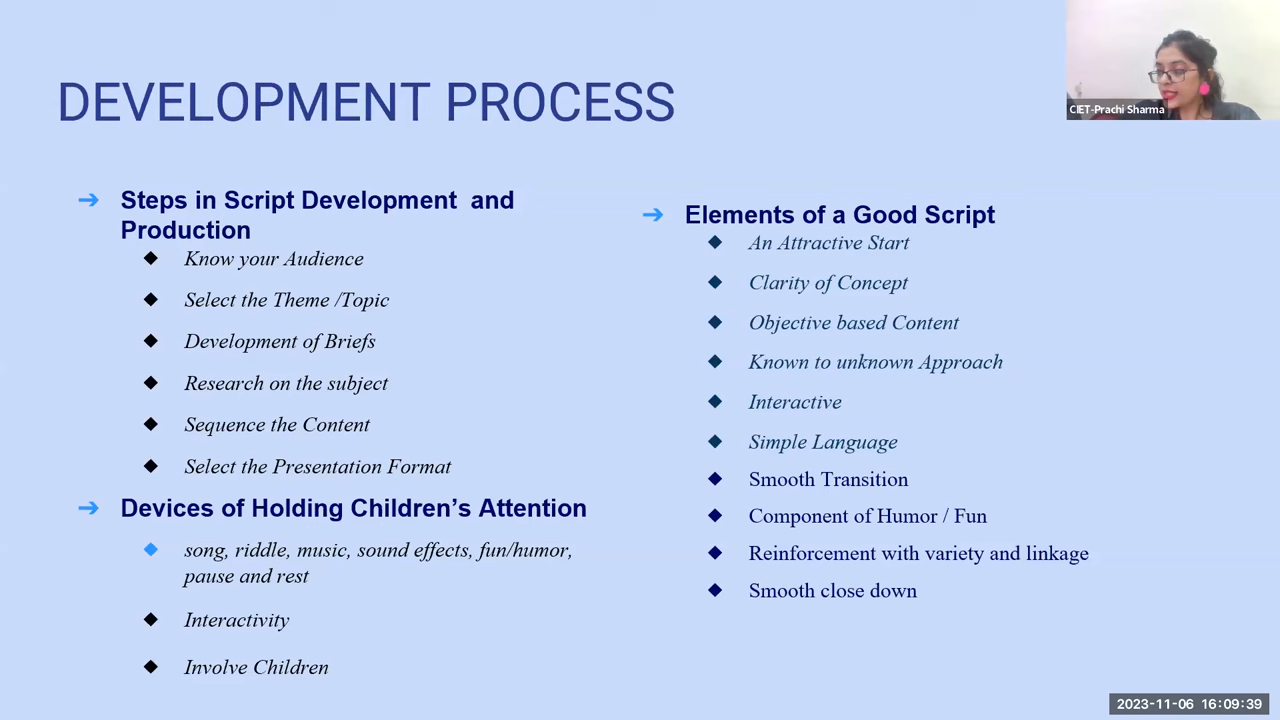 DEVELOPMENT PROCESS
CIET-Prachi Sharma
Steps in Script Development and
Production
Know your Audience
Select the Theme /Topic
Development of Briefs
Research on the subject
Sequence the Content
Select the Presentation Format
Devices of Holding Children’s Attention
song, riddle, music, sound effects, fun/humor,
pause and rest
Interactivity
Involve Children
Elements of a Good Script
An Attractive Start
Clarity of Concept
Objective based Content
Known to unknown Approach
Interactive
Simple Language
Smooth Transition
Component of Humor / Fun
Reinforcement with variety and linkage
Smooth close down
2023-11-06 16:09:39